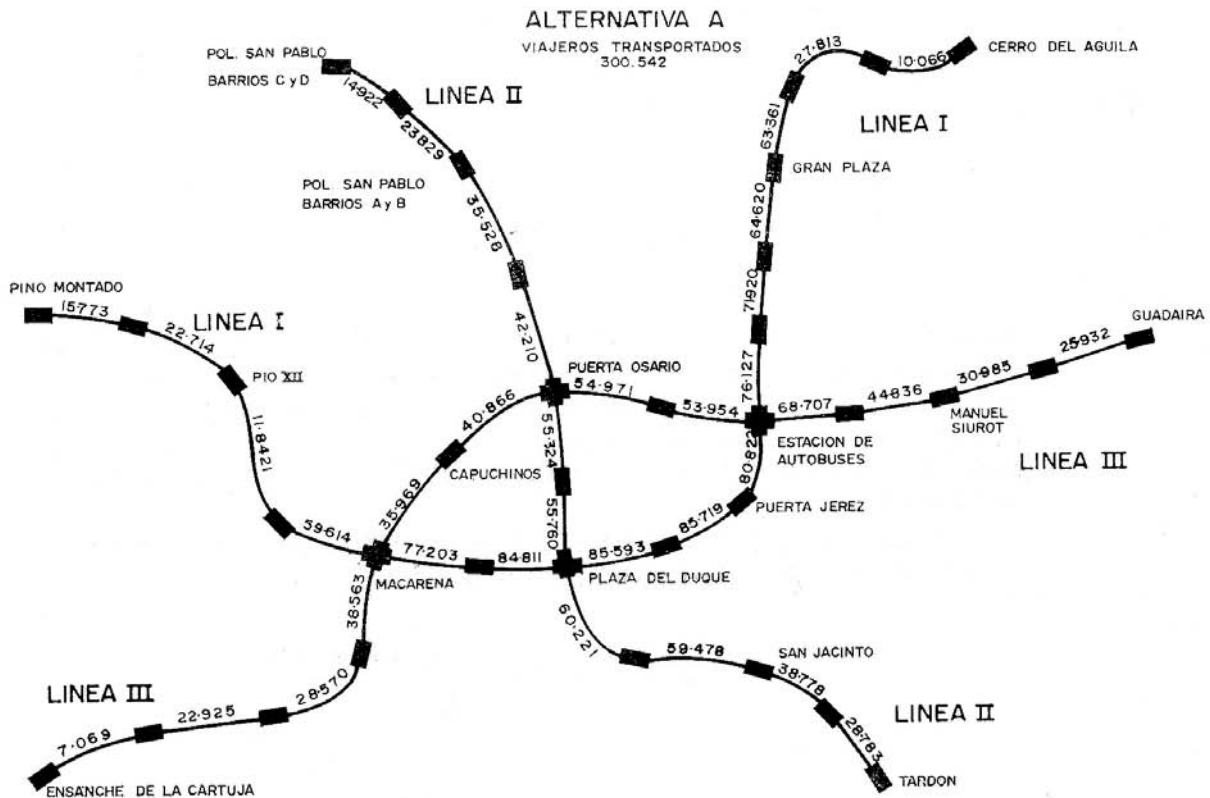 ALTERNATIVA A
VIAJEROS TRANSPORTADOS
300.542
POL. SAN PABLO
BARRIOS C y D
14·922
LINEA II
23829
POL. SAN PABLO
BARRIOS A y B
35·528
42·210
27·813
10·066
CERRO DEL AGUILA
63·361
LINEA I
GRAN PLAZA
64·620
71·920
76·127
PINO MONTADO
15·773
LINEA I
22·714
PIO XII
11·8421
59·614
GUADAIRA
25·932
30·985
44·836
68·707
MANUEL
SIUROT
LINEA III
PUERTA OSARIO
54·971
53·954
ESTACION DE
AUTOBUSES
40·866
CAPUCHINOS
35·969
55·324
55·760
80·822
PUERTA JEREZ
85·719
85·593
PLAZA DEL DUQUE
84·811
77·203
MACARENA
38·563
28·570
LINEA III
22·925
7·069
ENSANCHE DE LA CARTUJA
60·221
59·478
SAN JACINTO
38·778
LINEA II
28·783
TARDON